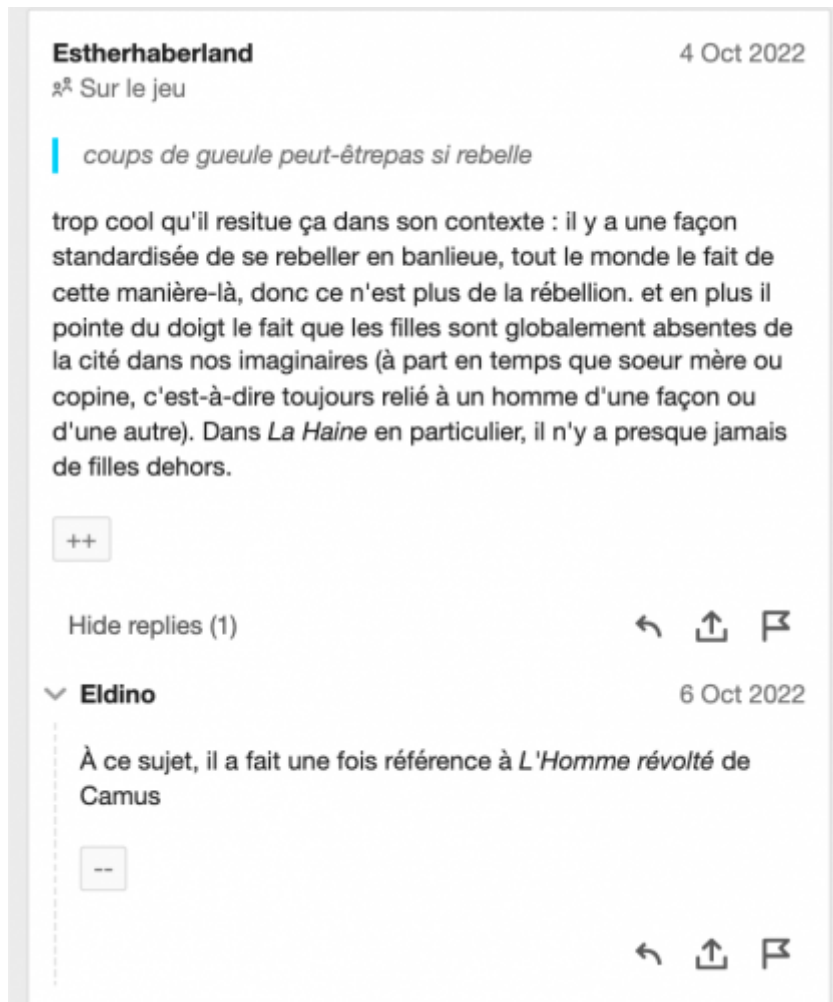 Estherhaberland 4 Oct 2022
Sur le jeu
coups de gueule peut-êtrepas si rebelle
trop cool qu'il resitue ça dans son contexte : il y a une façon
standardisée de se rebeller en banlieue, tout le monde le fait de
cette manière-là, donc ce n'est plus de la rébellion. et en plus il
pointe du doigt le fait que les filles sont globalement absentes de
la cité dans nos imaginaires (à part en temps que soeur mère ou
copine, c'est-à-dire toujours relié à un homme d'une façon ou
d'une autre). Dans La Haine en particulier, il n'y a presque jamais
de filles dehors.
++
Hide replies (1)
Eldino 6 Oct 2022
À ce sujet, il a fait une fois référence à L'Homme révolté de
Camus
--